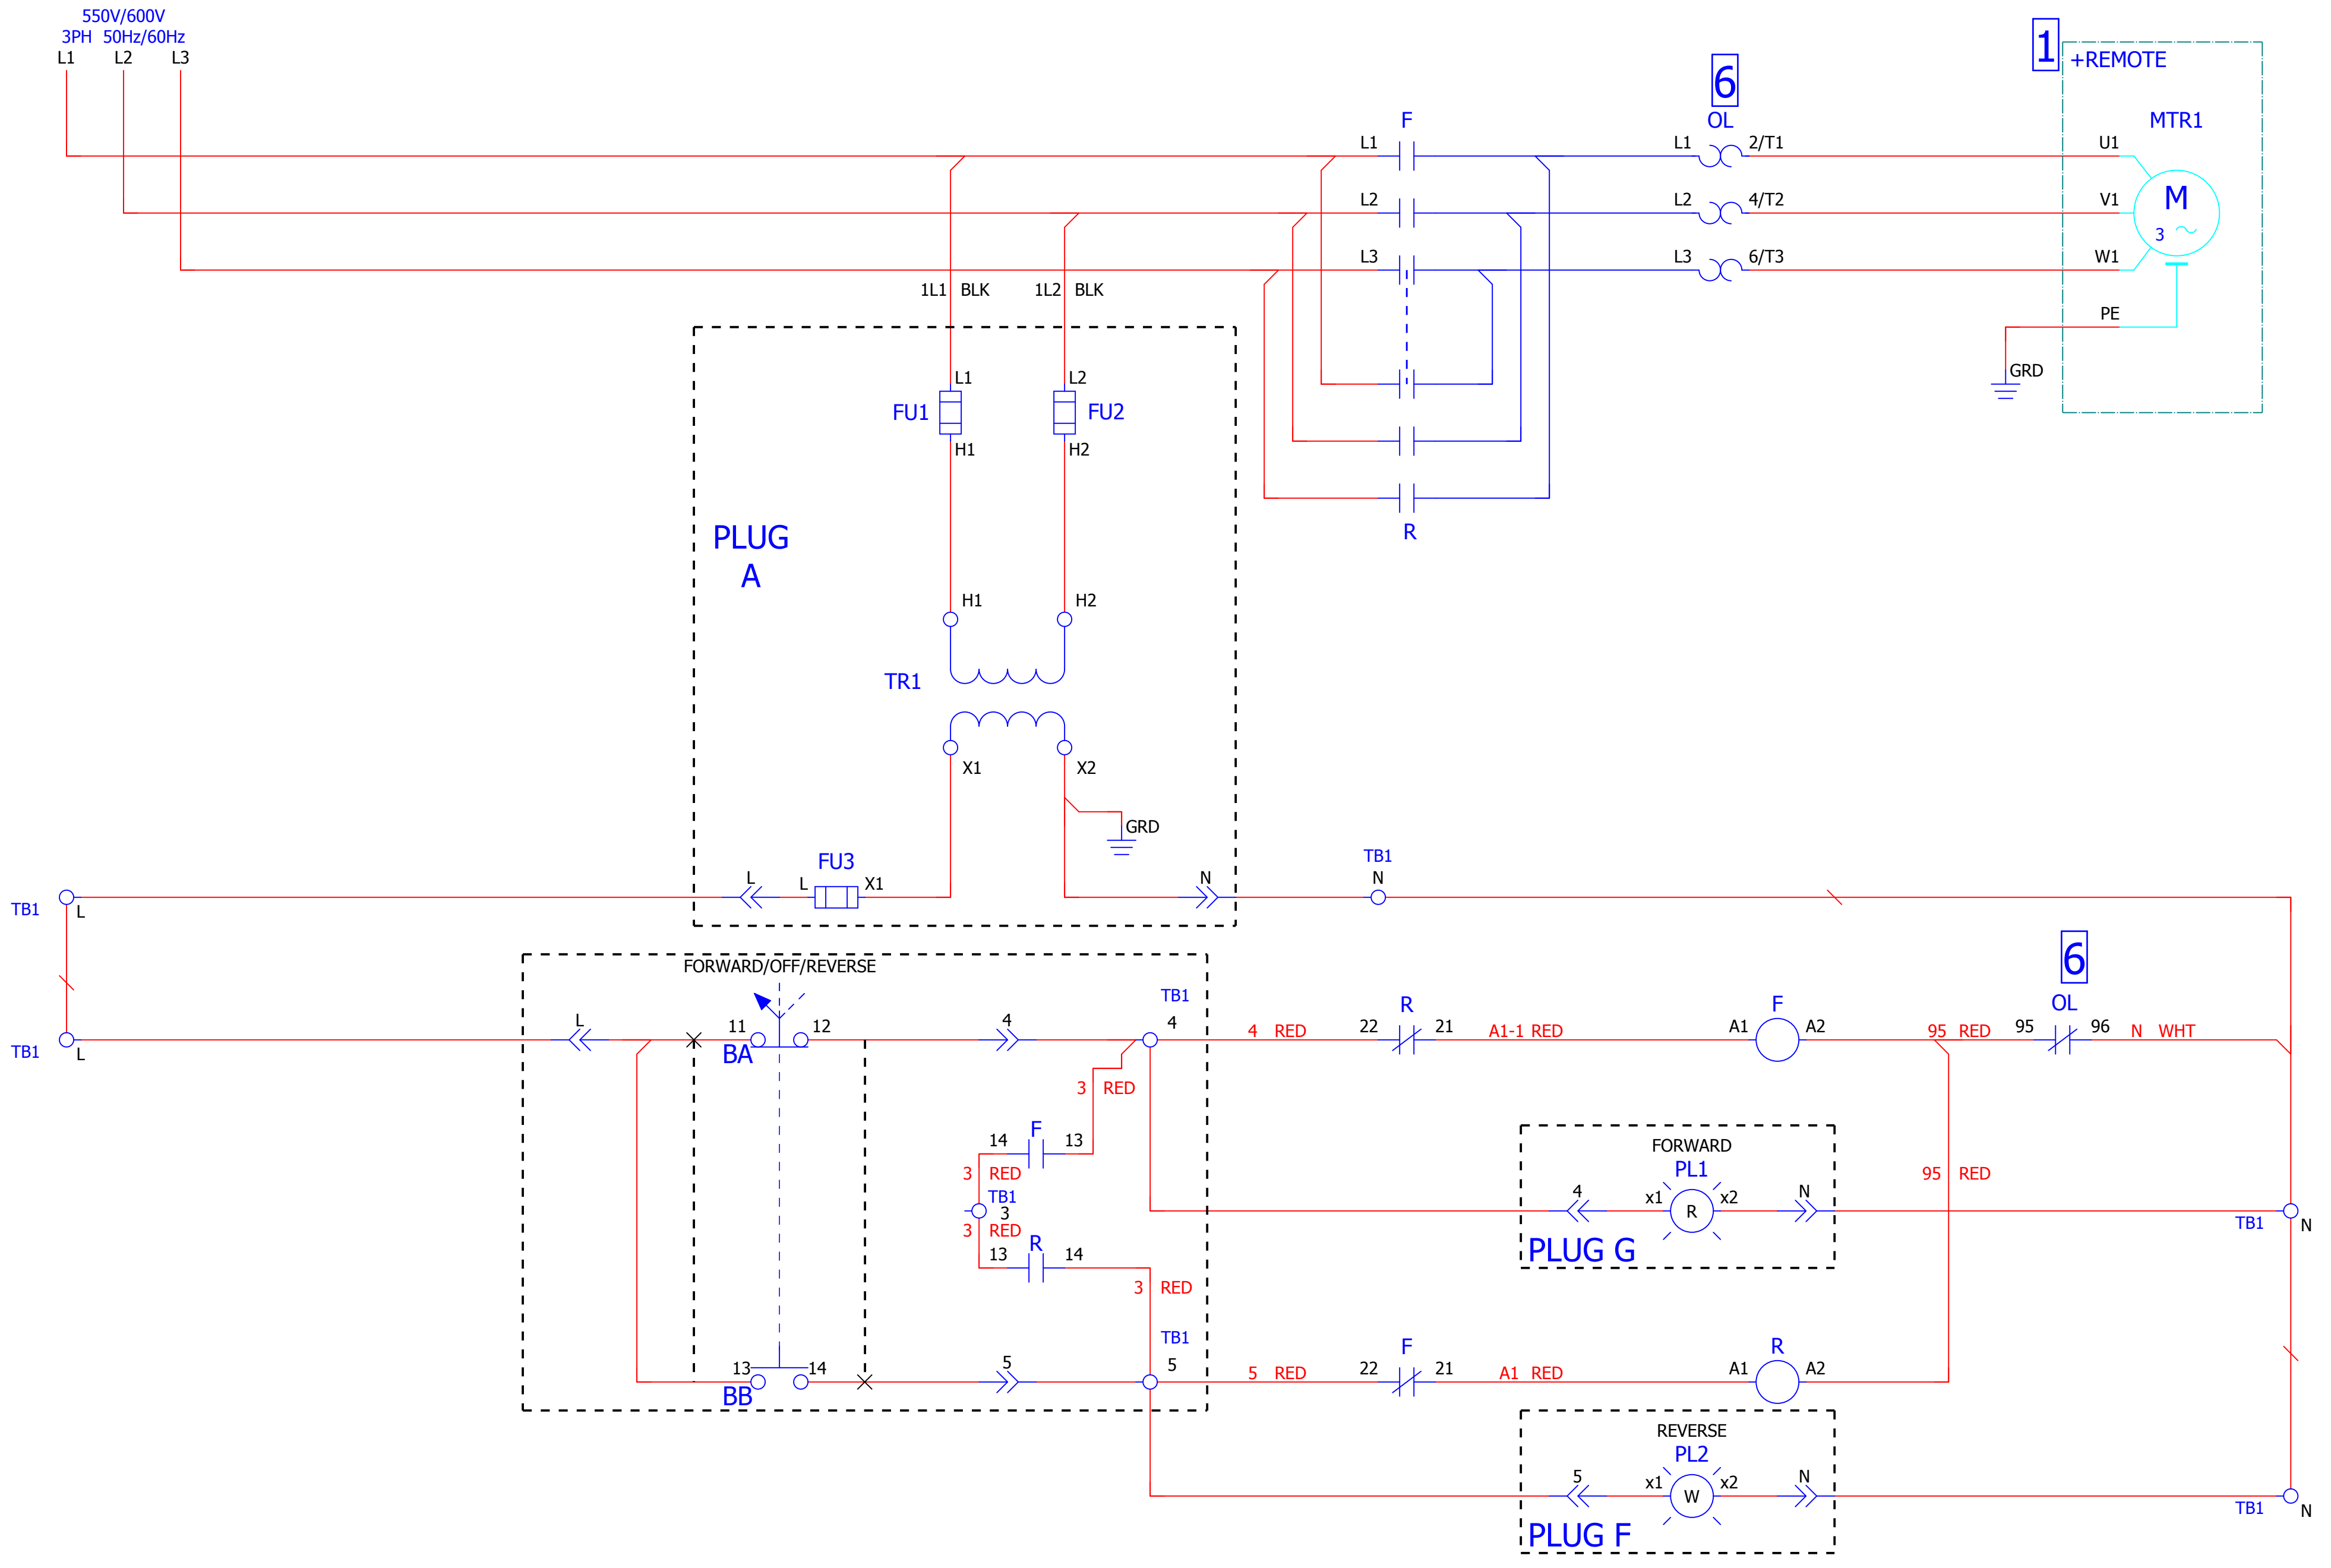 550V/600V
3PH 50Hz/60Hz
L1 L2 L3
1
+REMOTE
6
F OL MTR1
L1 L1 2/T1 U1
L2 L2 4/T2 V1
M
3
L3 L3 6/T3 W1
1L1 BLK 1L2 BLK
PE
GRD
L1 L2
FU1 FU2
H1 H2
R
PLUG
A
H1 H2
TR1
X1 X2
GRD
FU3 TB1
L L X1 N N
TB1 L
6
FORWARD/OFF/REVERSE
TB1 F OL
L 11 12 4 4 R
4 RED 22 21 A1-1 RED A1 A2 95 RED 95 96 N WHT
TB1 L
BA
3 RED
F
14 13
FORWARD
PL1
3 RED 95 RED
TB1
3
4 x1 R x2 N
TB1 N
3 RED
R
13 14
PLUG G
3 RED
TB1 F R
13 14 5 5
5 RED 22 21 A1 RED A1 A2
BB
REVERSE
PL2
5 x1 W x2 N
TB1 N
PLUG F